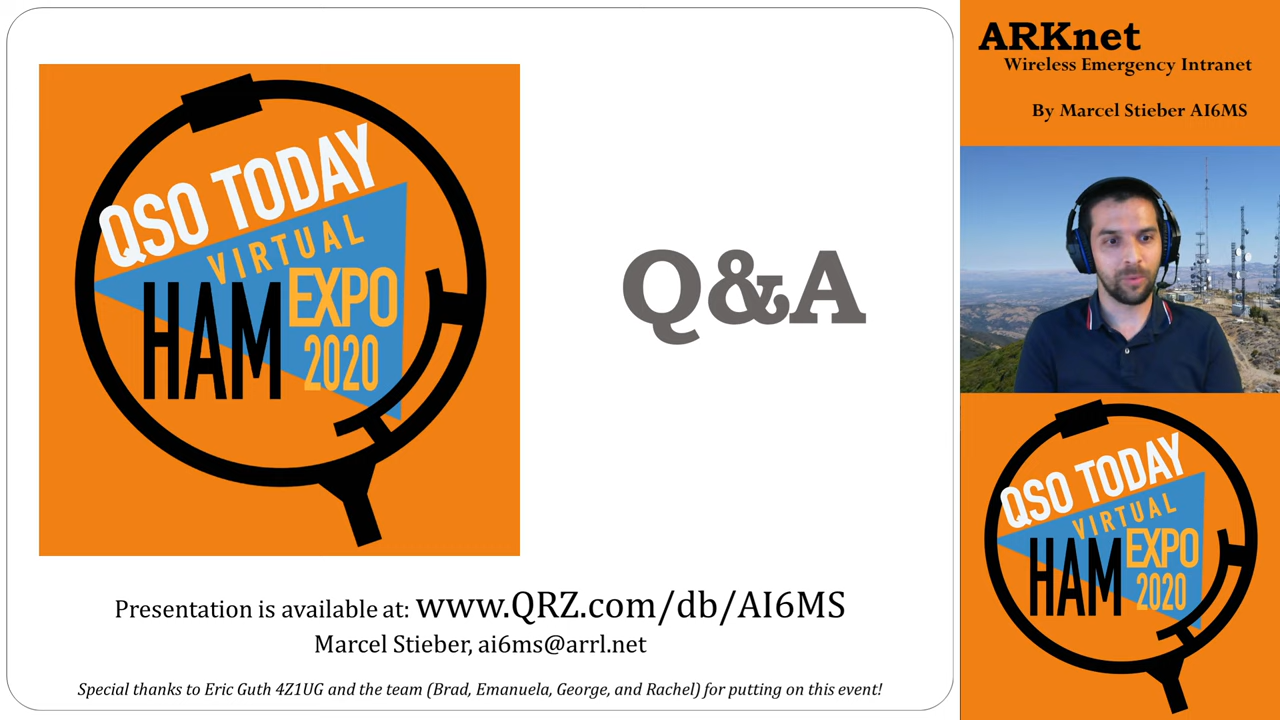 QSO TODAY
VIRTUAL
HAM EXPO
2020
Q&A
Presentation is available at: www.QRZ.com/db/AI6MS
Marcel Stieber, ai6ms@arrl.net
Special thanks to Eric Guth 4Z1UG and the team (Brad, Emanuela, George, and Rachel) for putting on this event!
ARKnet
Wireless Emergency Intranet
By Marcel Stieber AI6MS
QSO TODAY
VIRTUAL
HAM EXPO
2020